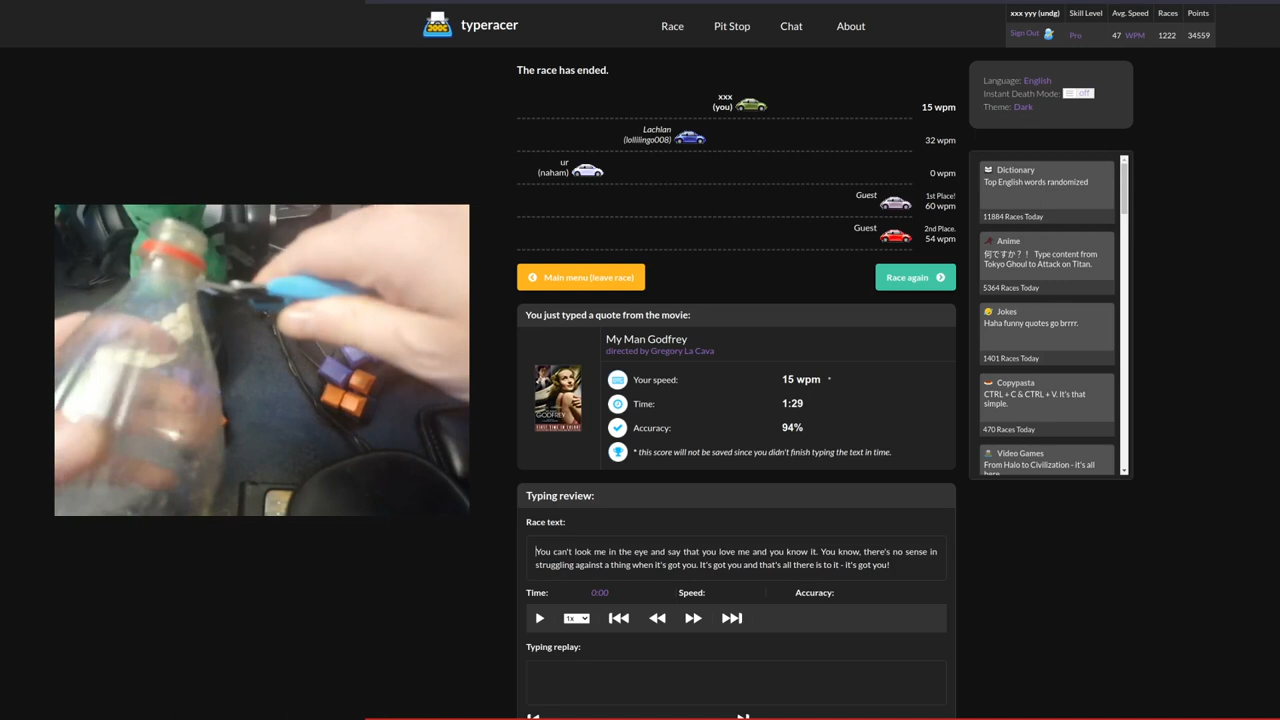 typeracer
Race
Pit Stop
Chat
About
xxx yyy (undg)
Skill Level
Avg. Speed
Races
Points
Sign Out
Pro
47 WPM
1222
34559
The race has ended.
xxx
(you)
15 wpm
Lachlan
(lollilingo008)
32 wpm
ur
(naham)
0 wpm
Guest
1st Place!
60 wpm
Guest
2nd Place.
54 wpm
Main menu (leave race)
Race again
You just typed a quote from the movie:
My Man Godfrey
directed by Gregory La Cava
GODFREY
Your speed:
15 wpm *
Time:
1:29
Accuracy:
94%
* this score will not be saved since you didn't finish typing the text in time.
Typing review:
Race text:
You can't look me in the eye and say that you love me and you know it. You know, there's no sense in
struggling against a thing when it's got you. It's got you and that's all there is to it - it's got you!
Time:
0:00
Speed:
Accuracy:
1x
Typing replay:
Language: English
Instant Death Mode: off
Theme: Dark
Dictionary
Top English words randomized
11884 Races Today
Anime
何ですか？！ Type content from
Tokyo Ghoul to Attack on Titan.
5364 Races Today
Jokes
Haha funny quotes go brrrr.
1401 Races Today
Copypasta
CTRL + C & CTRL + V. It's that
simple.
470 Races Today
Video Games
From Halo to Civilization - it's all
here